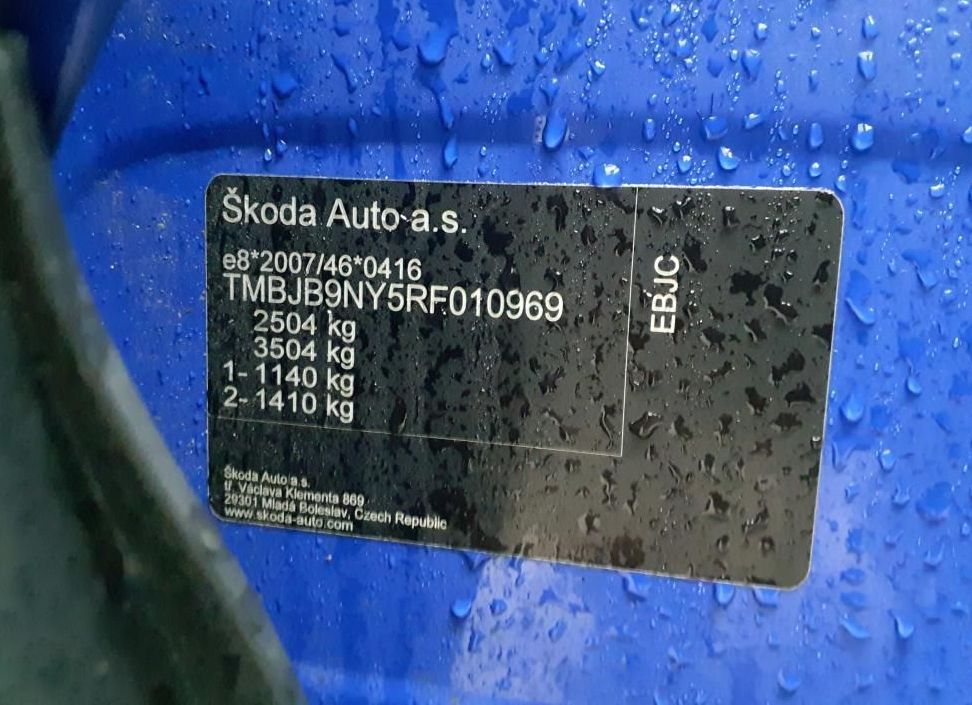 Škoda Auto a.s.
e8*2007/46*0416
TMBJB9NY5RF010969
2504 kg
3504 kg
1- 1140 kg
2- 1410 kg
EBJC
Škoda Auto a.s.
tř. Václava Klementa 869
29301 Mladá Boleslav, Czech Republic
www.skoda-auto.com